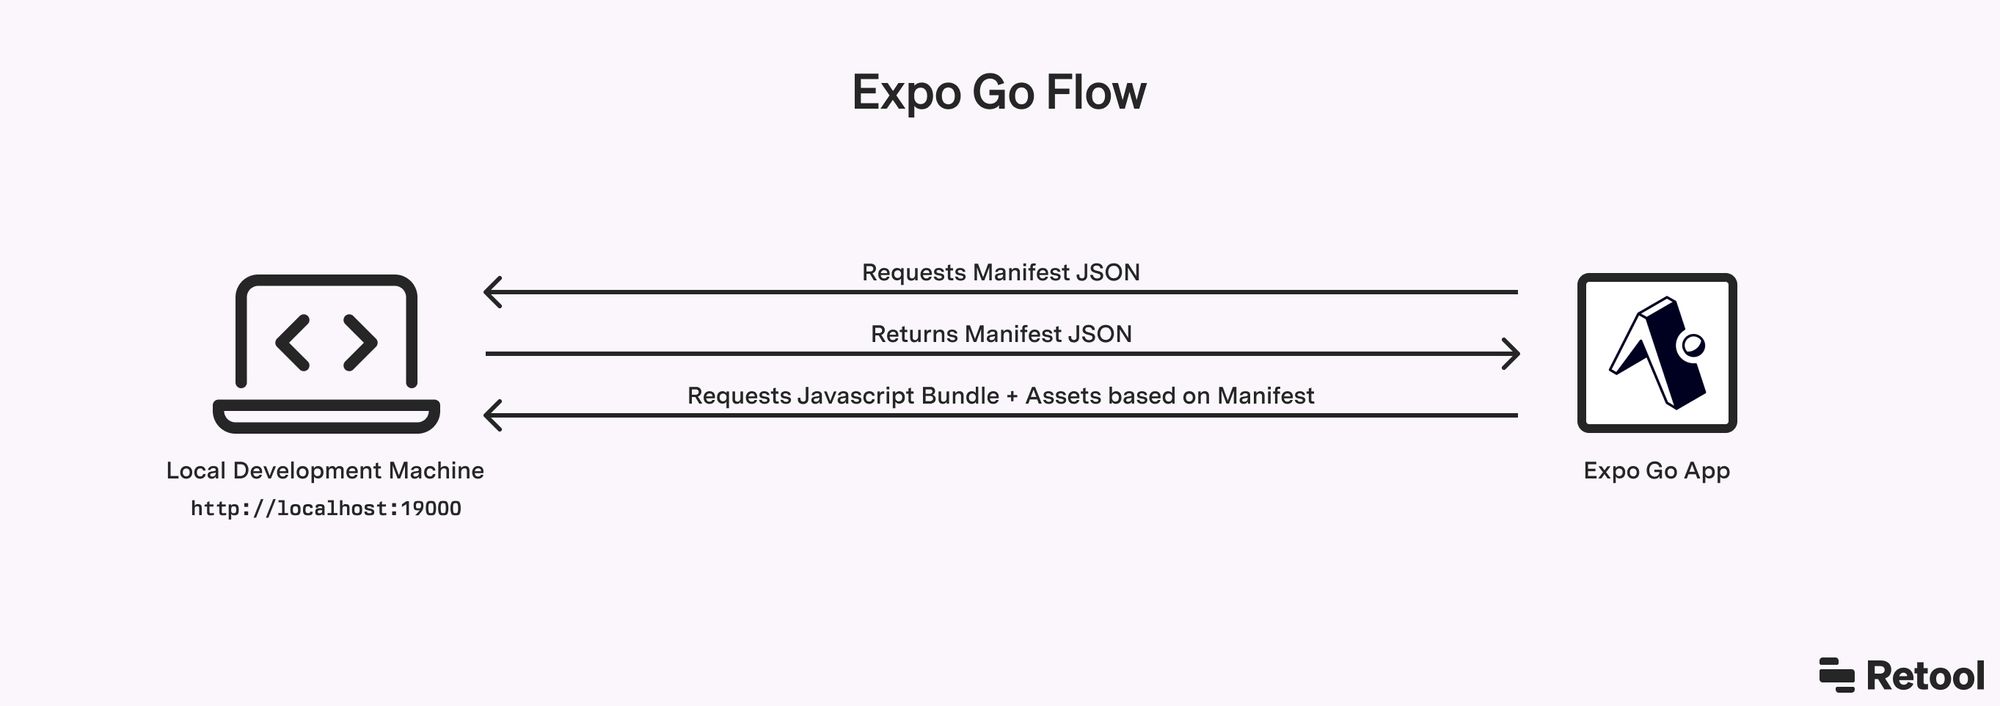 Expo Go Flow
Requests Manifest JSON
Returns Manifest JSON
Requests Javascript Bundle + Assets based on Manifest
Local Development Machine
http://localhost:19000
Expo Go App
Retool